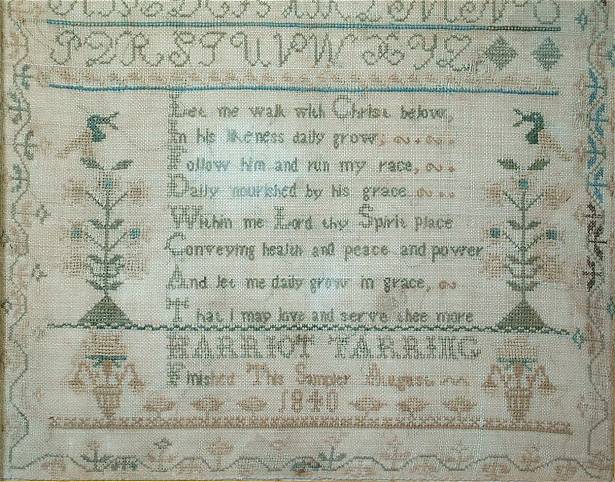 P Q R S T U V W X Y Z
Let me walk with Christ below,
In his likeness daily grow;
Follow him and run my race,
Daily nourished by his grace
Within me Lord thy Spirit place
Conveying health and peace and power
And let me daily grow in grace,
That I may love and serve thee more
HARRIOT TARRING
Finished This Sampler August
1840